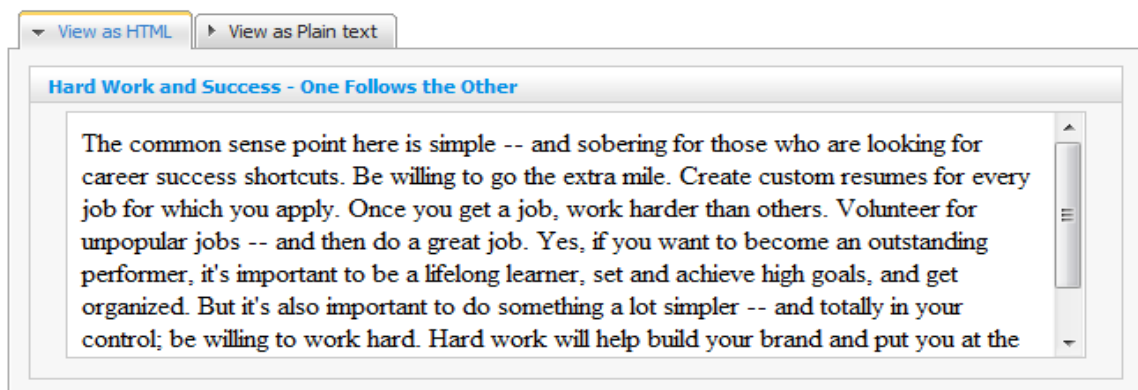 View as HTML View as Plain text
Hard Work and Success - One Follows the Other
The common sense point here is simple -- and sobering for those who are looking for
career success shortcuts. Be willing to go the extra mile. Create custom resumes for every
job for which you apply. Once you get a job, work harder than others. Volunteer for
unpopular jobs -- and then do a great job. Yes, if you want to become an outstanding
performer, it's important to be a lifelong learner, set and achieve high goals, and get
organized. But it's also important to do something a lot simpler -- and totally in your
control; be willing to work hard. Hard work will help build your brand and put you at the